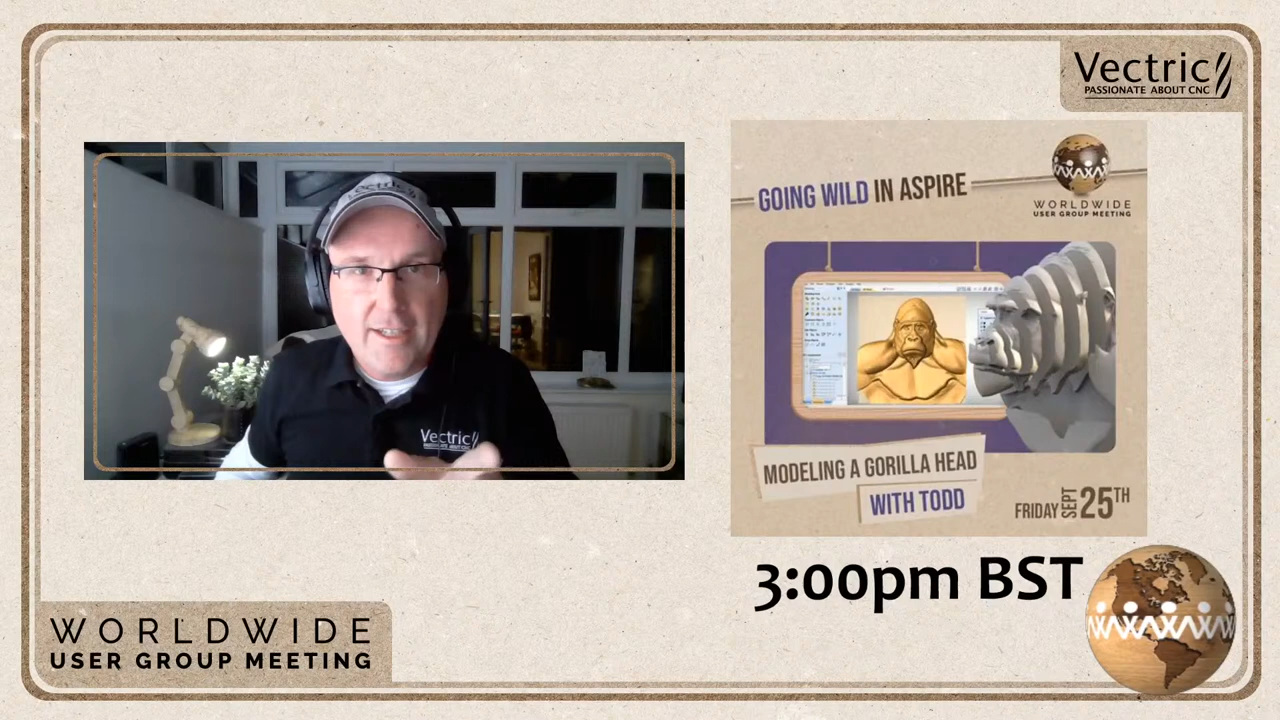 Vectric
PASSIONATE ABOUT CNC
GOING WILD IN ASPIRE
WORLDWIDE
USER GROUP MEETING
Vectric
MODELING A GORILLA HEAD
WITH TODD
FRIDAY SEPT 25TH
3:00pm BST
WORLDWIDE
USER GROUP MEETING